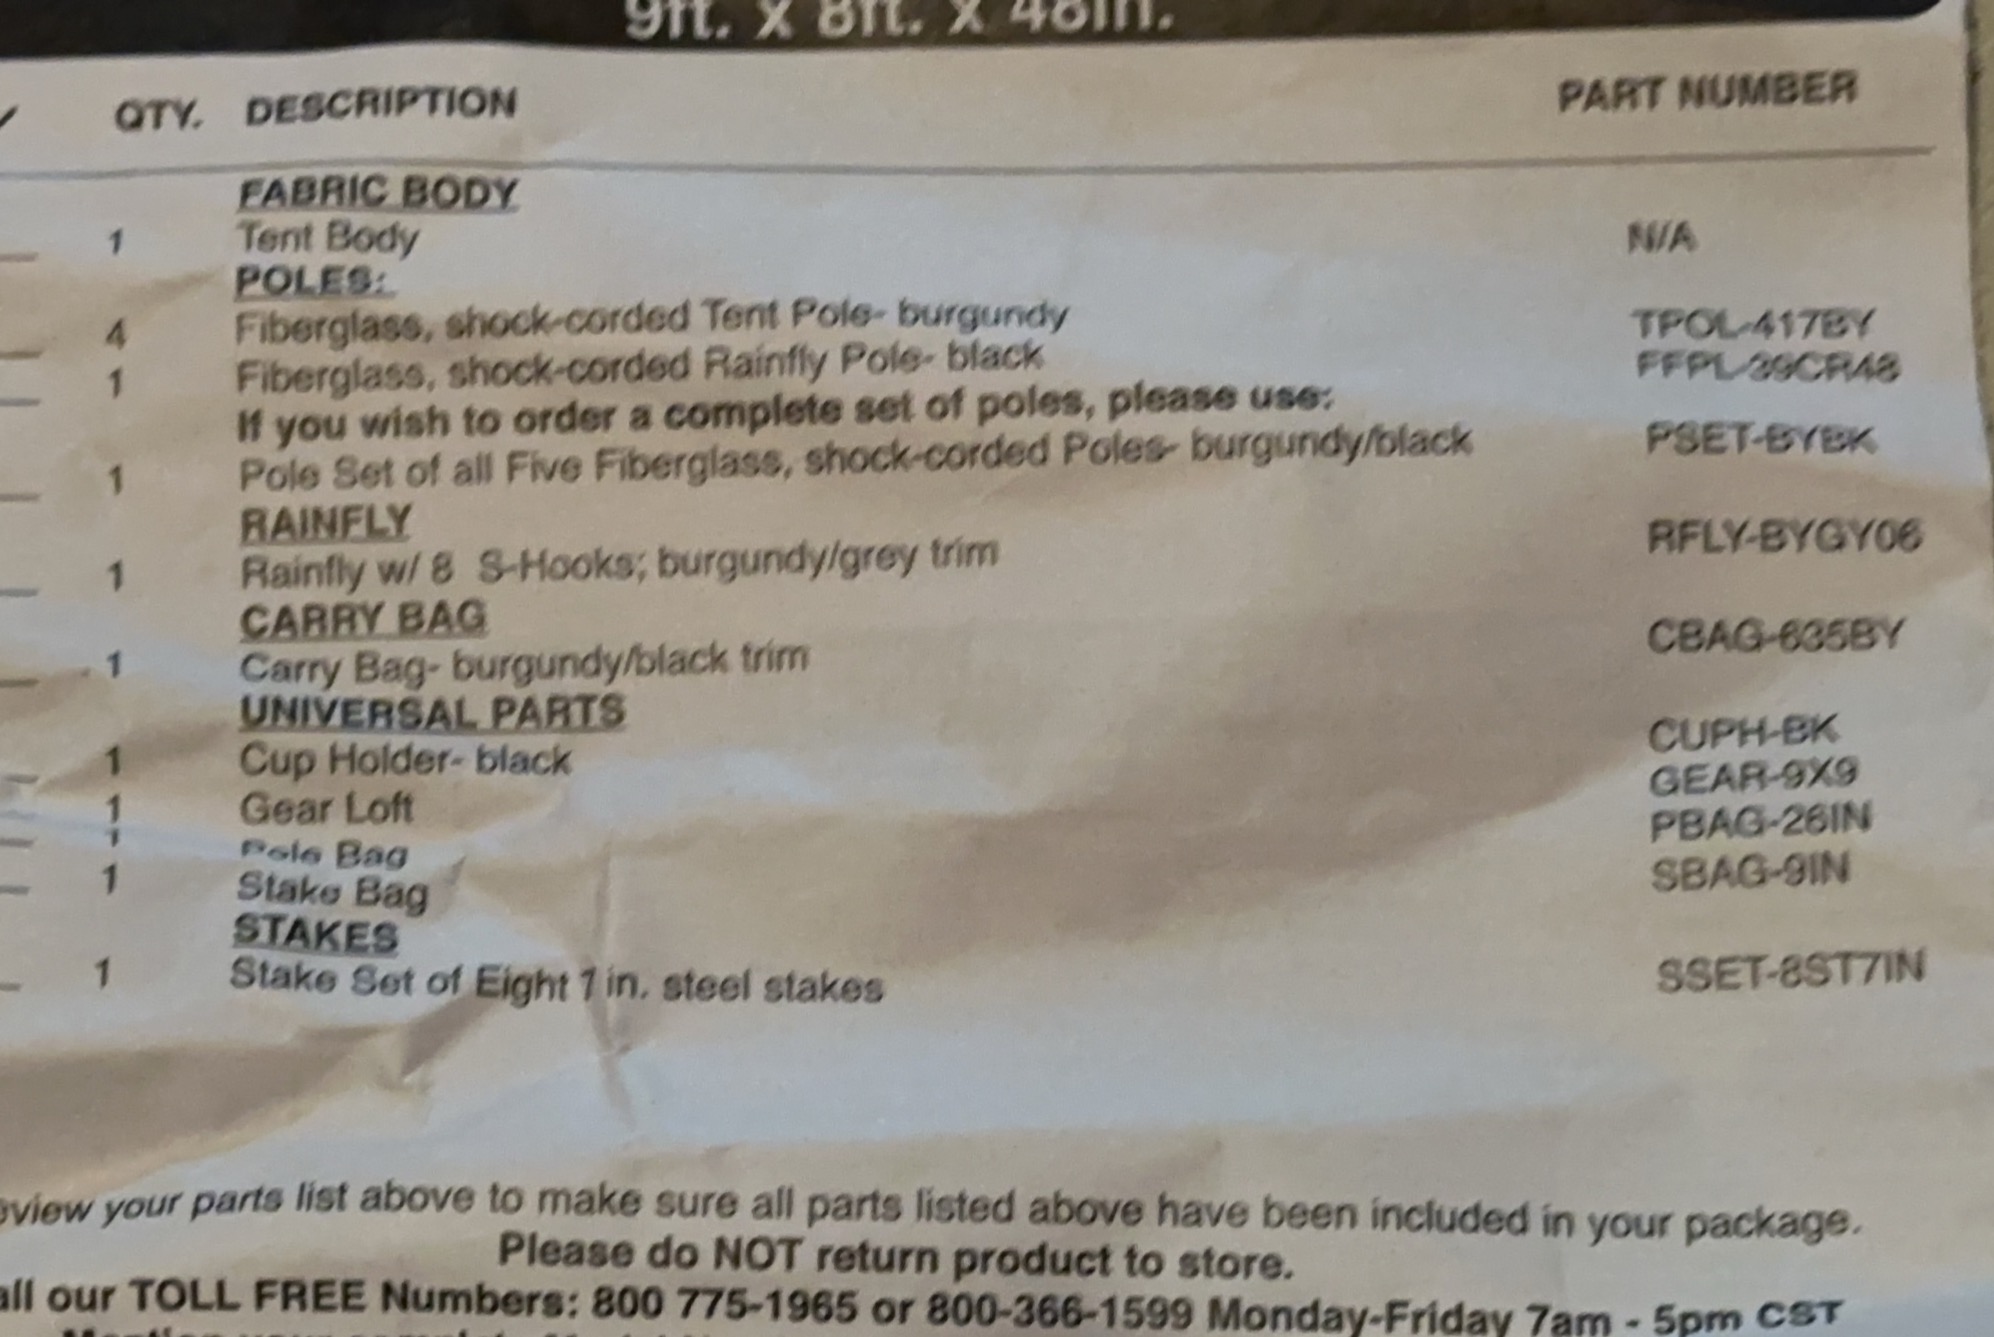 9ft. x 8ft. x 48in.
QTY. DESCRIPTION PART NUMBER
FABRIC BODY
1 Tent Body N/A
POLES:
4 Fiberglass, shock-corded Tent Pole- burgundy TPOL-417BY
1 Fiberglass, shock-corded Rainfly Pole- black FFPL-39CR48
If you wish to order a complete set of poles, please use:
1 Pole Set of all Five Fiberglass, shock-corded Poles- burgundy/black PSET-BYBK
RAINFLY
1 Rainfly w/ 8 S-Hooks; burgundy/grey trim RFLY-BYGY06
CARRY BAG
1 Carry Bag- burgundy/black trim CBAG-635BY
UNIVERSAL PARTS
1 Cup Holder- black CUPH-BK
1 Gear Loft GEAR-9X9
1 Pole Bag PBAG-26IN
1 Stake Bag SBAG-9IN
STAKES
1 Stake Set of Eight 7 in. steel stakes SSET-8ST7IN
view your parts list above to make sure all parts listed above have been included in your package.
Please do NOT return product to store.
all our TOLL FREE Numbers: 800 775-1965 or 800-366-1599 Monday-Friday 7am - 5pm CST